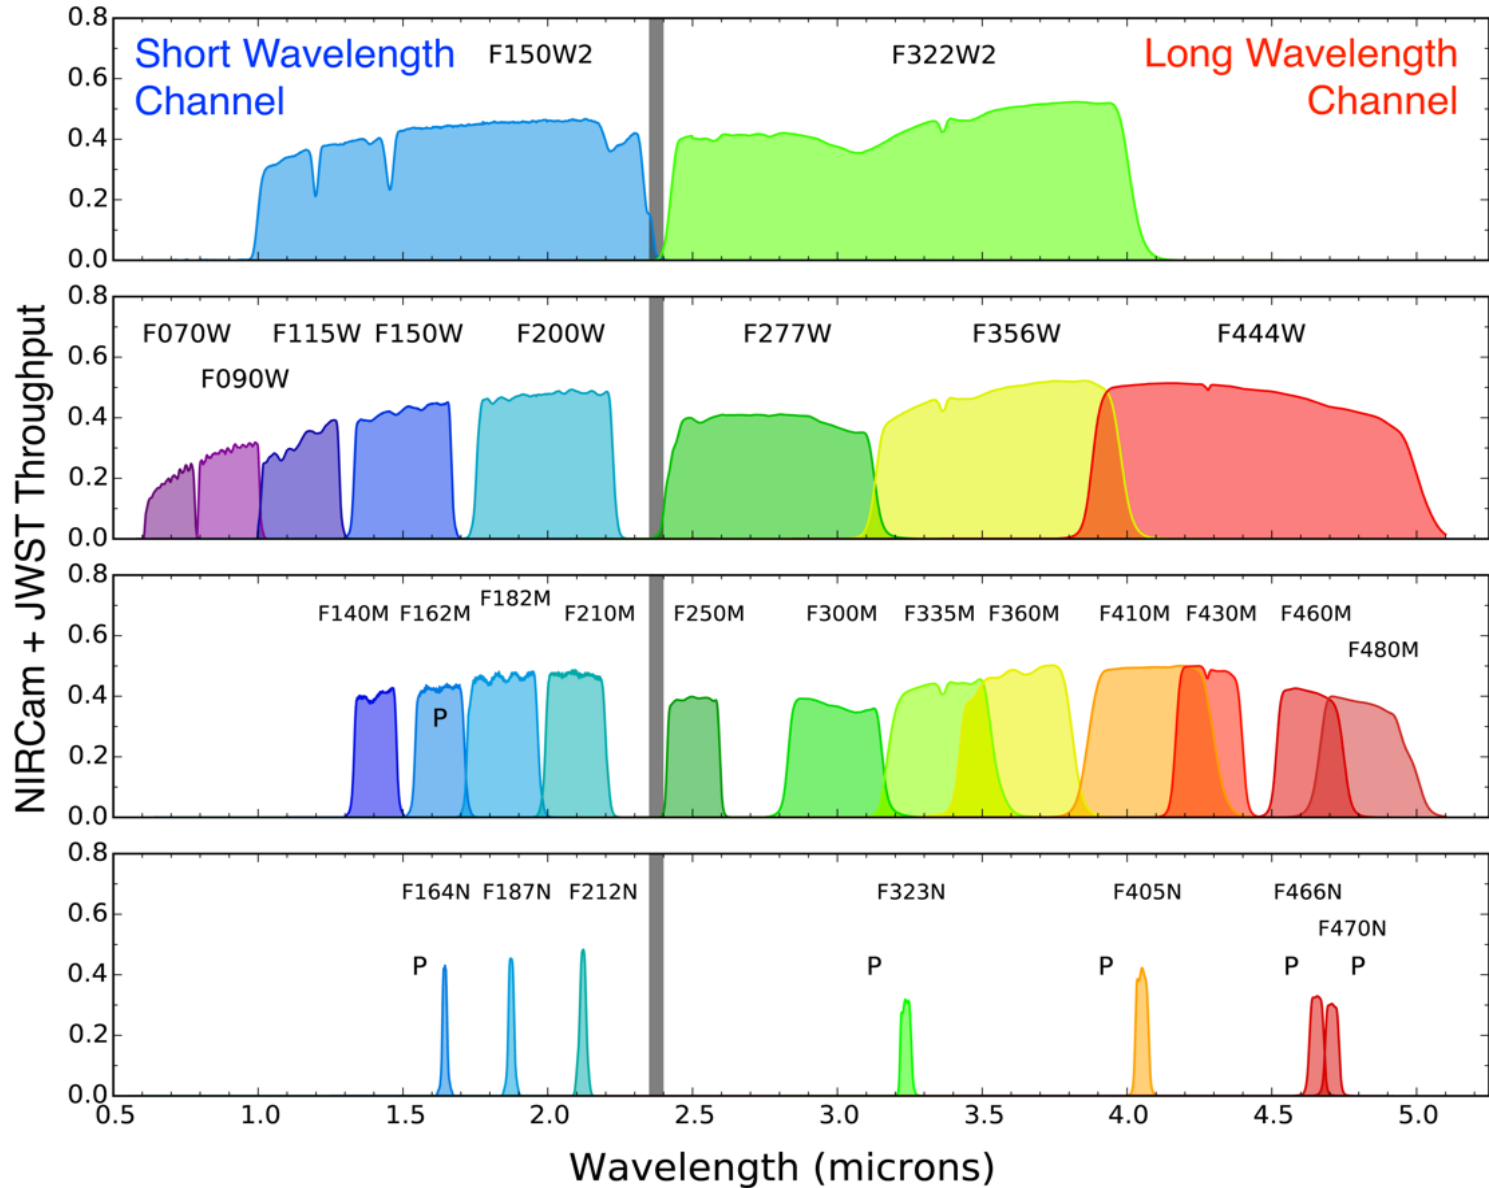 Short Wavelength
Channel
F150W2
F322W2
Long Wavelength
Channel
0.8
0.6
0.4
0.2
0.0
F070W
F115W
F150W
F200W
F277W
F356W
F444W
F090W
0.8
0.6
0.4
0.2
0.0
F182M
F140M
F162M
F210M
F250M
F300M
F335M
F360M
F410M
F430M
F460M
F480M
P
0.8
0.6
0.4
0.2
0.0
F164N
F187N
F212N
F323N
F405N
F466N
F470N
P
P
P
P
P
0.8
0.6
0.4
0.2
0.0
0.5
1.0
1.5
2.0
2.5
3.0
3.5
4.0
4.5
5.0
NIRCam + JWST Throughput
Wavelength (microns)